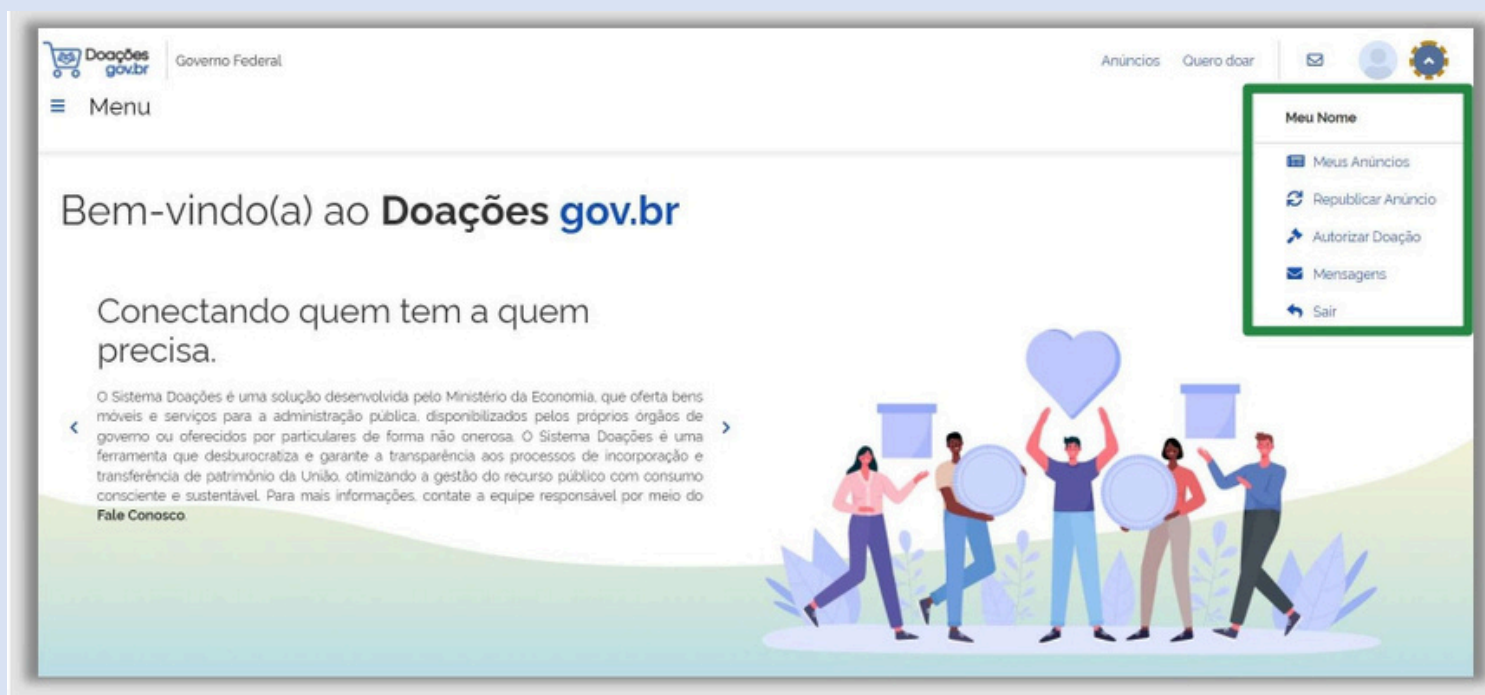 Doações
gov.br
Governo Federal
Anúncios Quero doar
Menu
Meu Nome
Meus Anúncios
Republicar Anúncio
Autorizar Doação
Mensagens
Sair
Bem-vindo(a) ao Doações gov.br
Conectando quem tem a quem
precisa.
O Sistema Doações é uma solução desenvolvida pelo Ministério da Economia, que oferta bens
móveis e serviços para a administração pública, disponibilizados pelos próprios órgãos de
governo ou oferecidos por particulares de forma não onerosa. O Sistema Doações é uma
ferramenta que desburocratiza e garante a transparência aos processos de incorporação e
transferência de patrimônio da União, otimizando a gestão do recurso público com consumo
consciente e sustentável. Para mais informações, contate a equipe responsável por meio do
Fale Conosco.